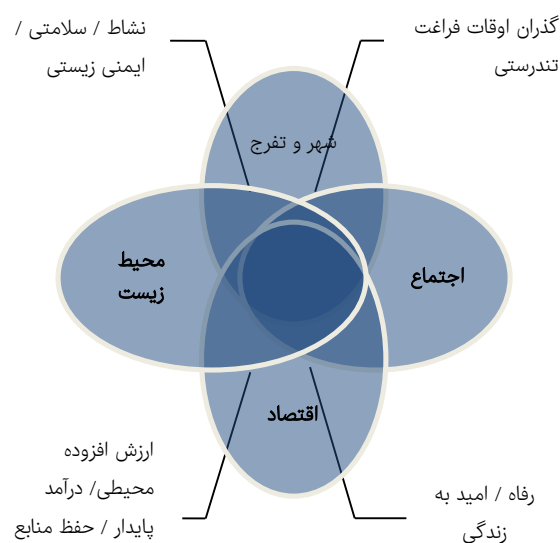 گذران اوقات فراغت
تندرستی
نشاط / سلامتی /
ایمنی زیستی
شهر و تفرج
محیط
زیست
اجتماع
اقتصاد
ارزش افزوده
محیطی/ درآمد
پایدار / حفظ منابع
رفاه / امید به
زندگی